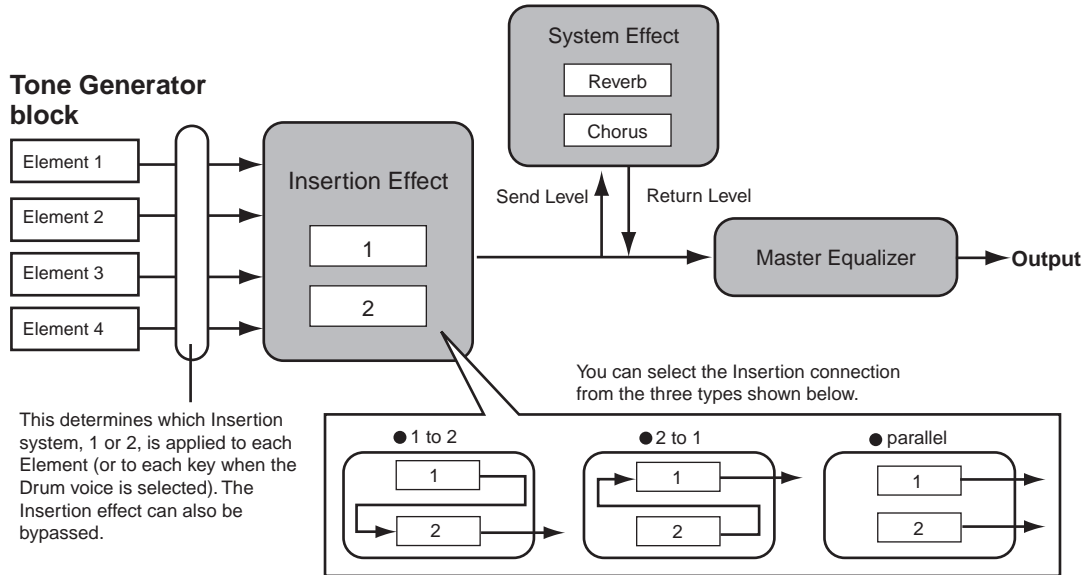 Tone Generator
block
Element 1
Element 2
Element 3
Element 4
This determines which Insertion
system, 1 or 2, is applied to each
Element (or to each key when the
Drum voice is selected). The
Insertion effect can also be
bypassed.
Insertion Effect
1
2
System Effect
Reverb
Chorus
Send Level
Return Level
Master Equalizer
Output
You can select the Insertion connection
from the three types shown below.
● 1 to 2
1
2
● 2 to 1
1
2
● parallel
1
2